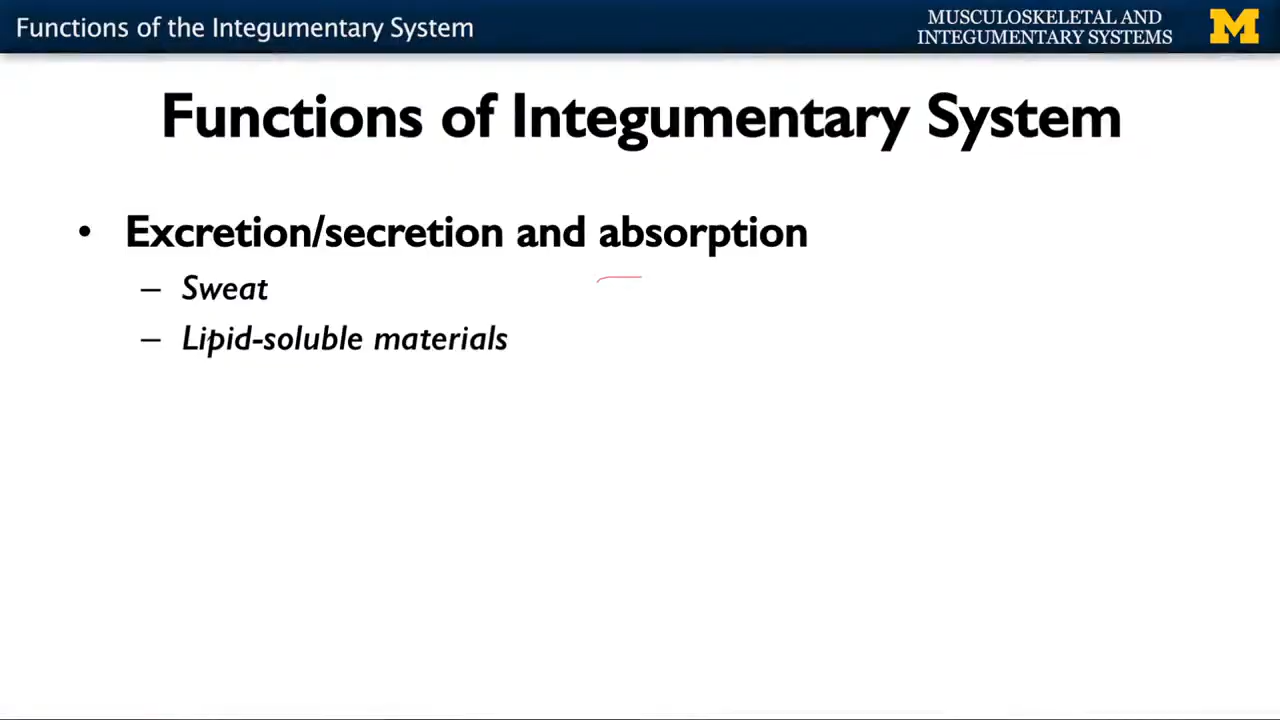 Functions of the Integumentary System
MUSCULOSKELETAL AND
INTEGUMENTARY SYSTEMS
M
Functions of Integumentary System
• Excretion/secretion and absorption
– Sweat
– Lipid-soluble materials